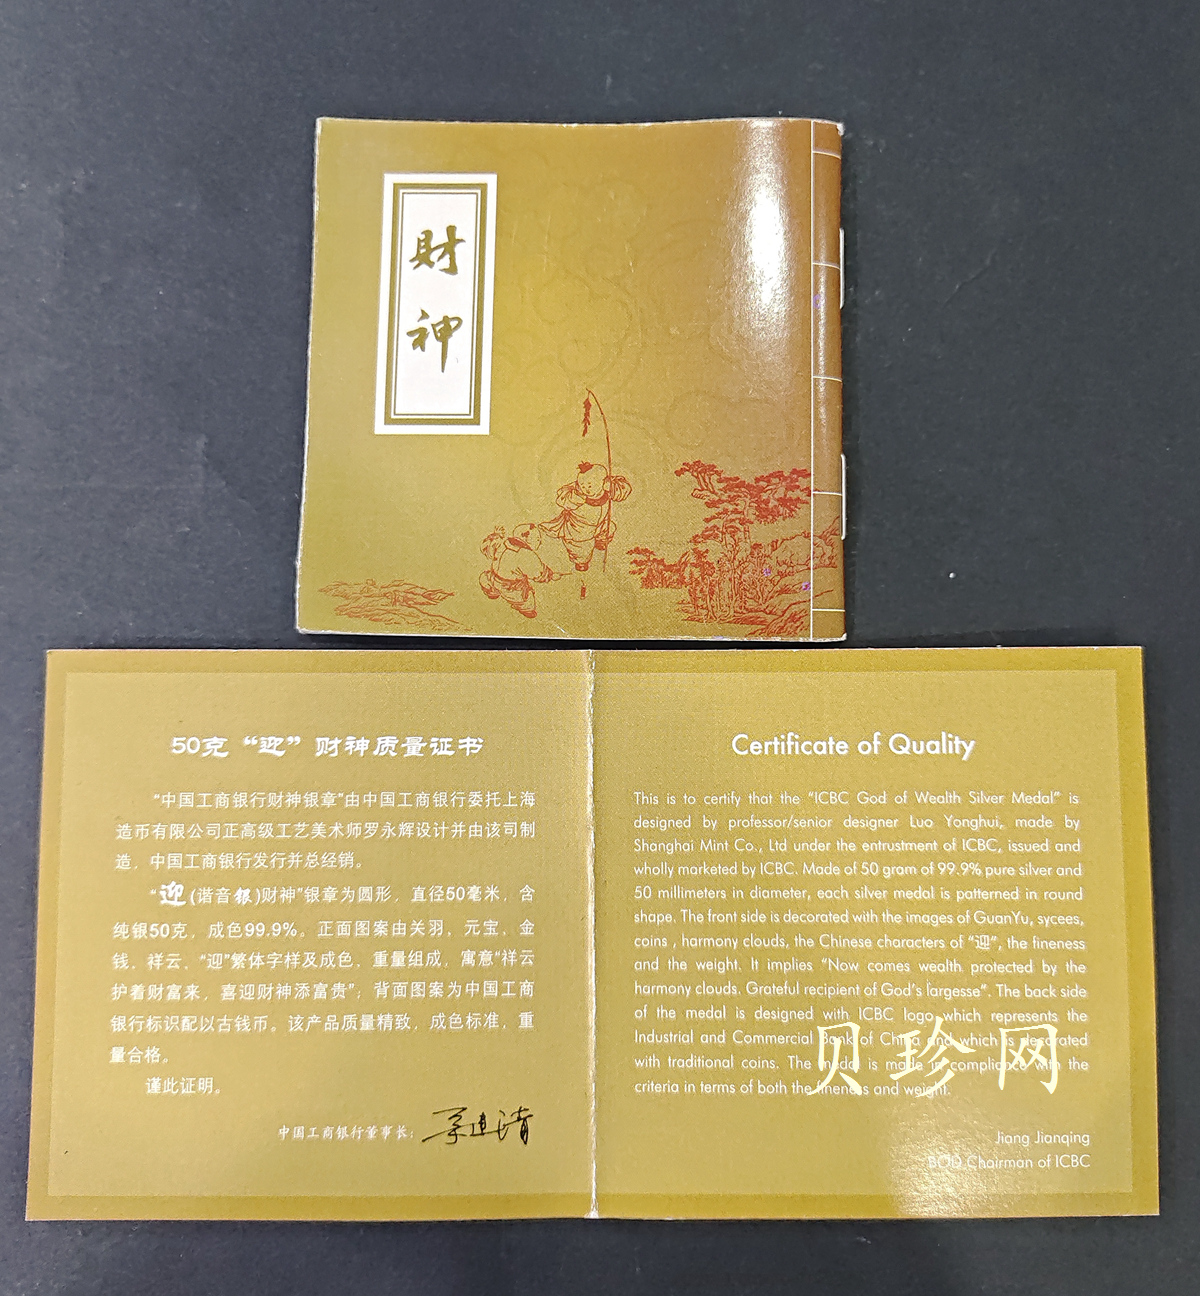 財
神
50克“迎”财神质量证书
“中国工商银行财神银章”由中国工商银行委托上海
造币有限公司正高级工艺美术师罗永辉设计并由该司制
造，中国工商银行发行并总经销。
“迎(谐音银)财神”银章为圆形，直径50毫米，含
纯银50克，成色99.9%。正面图案由关羽，元宝，金
钱，祥云，“迎”繁体字样及成色，重量组成，寓意“祥云
护着财富来，喜迎财神添富贵”；背面图案为中国工商
银行标识配以古钱币。该产品质量精致，成色标准，重
量合格。
谨此证明。
中国工商银行董事长：姜建清
Certificate of Quality
This is to certify that the “ICBC God of Wealth Silver Medal” is
designed by professor/senior designer Luo Yonghui, made by
Shanghai Mint Co., Ltd under the entrustment of ICBC, issued and
wholly marketed by ICBC. Made of 50 gram of 99.9% pure silver and
50 millimeters in diameter, each silver medal is patterned in round
shape. The front side is decorated with the images of GuanYu, sycees,
coins , harmony clouds, the Chinese characters of “迎”, the fineness
and the weight. It implies “Now comes wealth protected by the
harmony clouds. Grateful recipient of God’s largesse”. The back side
of the medal is designed with ICBC logo which represents the
Industrial and Commercial Bank of China and which is decorated
with traditional coins. The medal is made in compliance with the
criteria in terms of both the fineness and weight.
Jiang Jianqing
BOD Chairman of ICBC
贝珍网